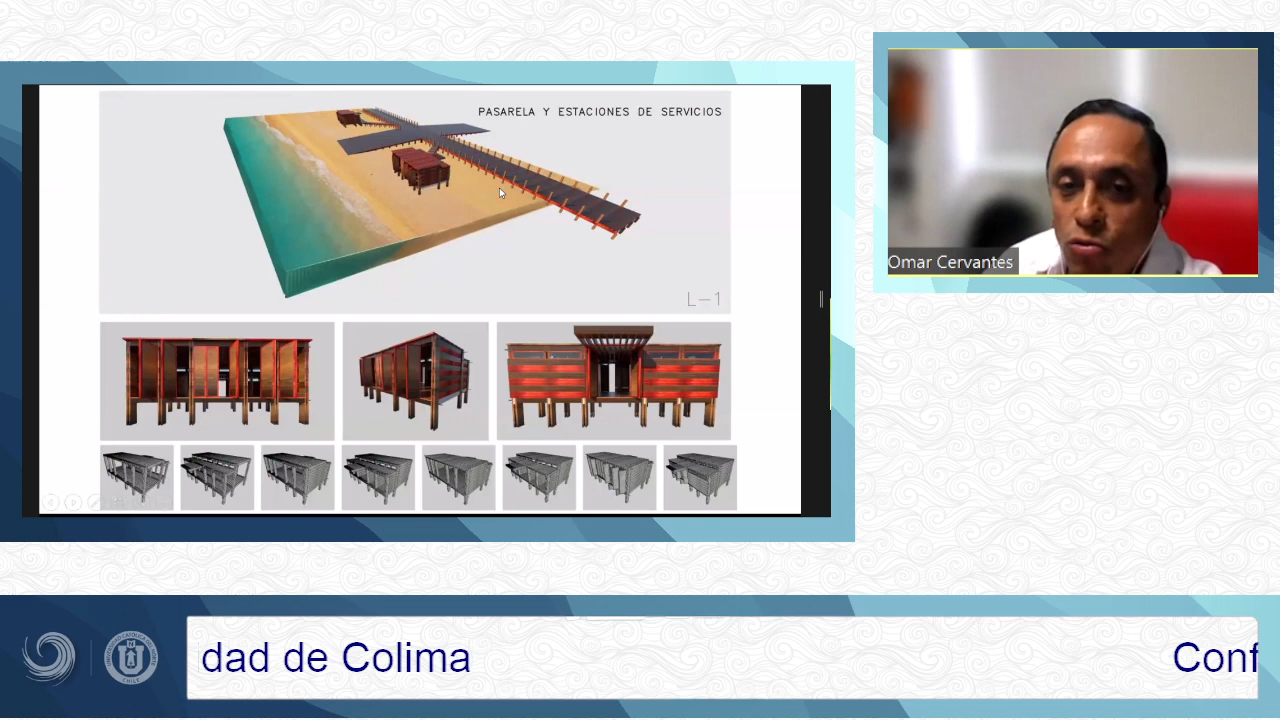 PASARELA Y ESTACIONES DE SERVICIOS
L-1
Omar Cervantes
dad de Colima
Conf